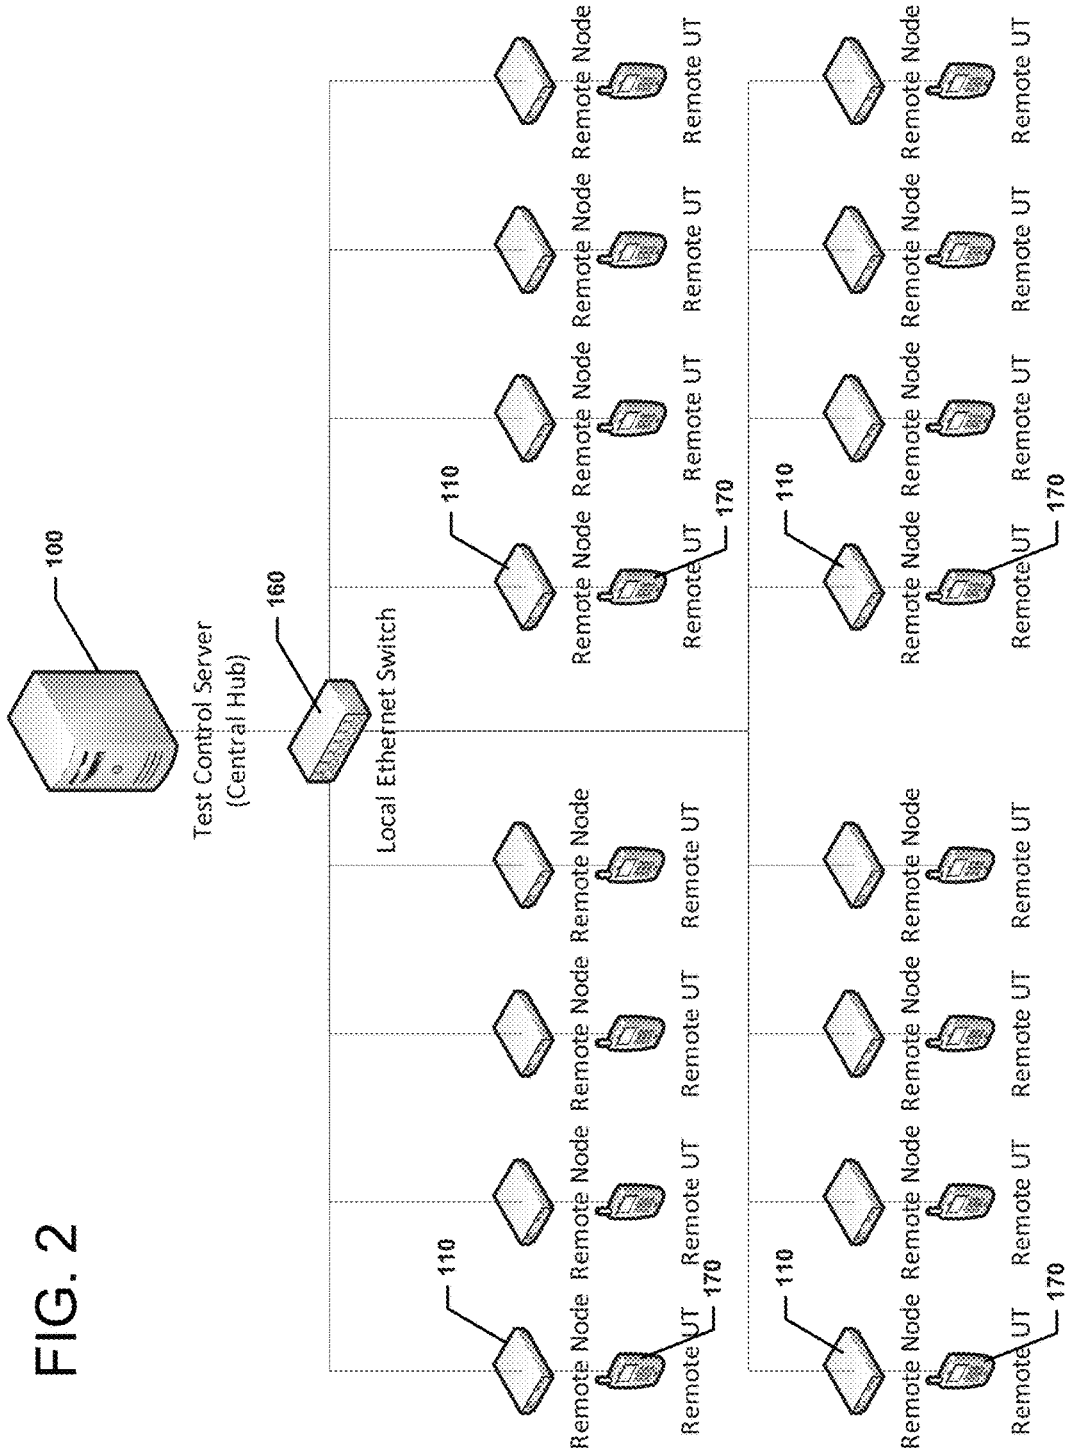 FIG. 2
100
Test Control Server
(Central Hub)
160
Local Ethernet Switch
110
110
Remote Node
Remote Node
Remote Node
Remote Node
Remote Node
Remote Node
Remote Node
Remote Node
Remote UT
Remote UT
Remote UT
Remote UT
Remote UT
Remote UT
Remote UT
Remote UT
170
170
110
110
Remote Node
Remote Node
Remote Node
Remote Node
Remote Node
Remote Node
Remote Node
Remote Node
Remote UT
Remote UT
Remote UT
Remote UT
Remote UT
Remote UT
Remote UT
Remote UT
170
170